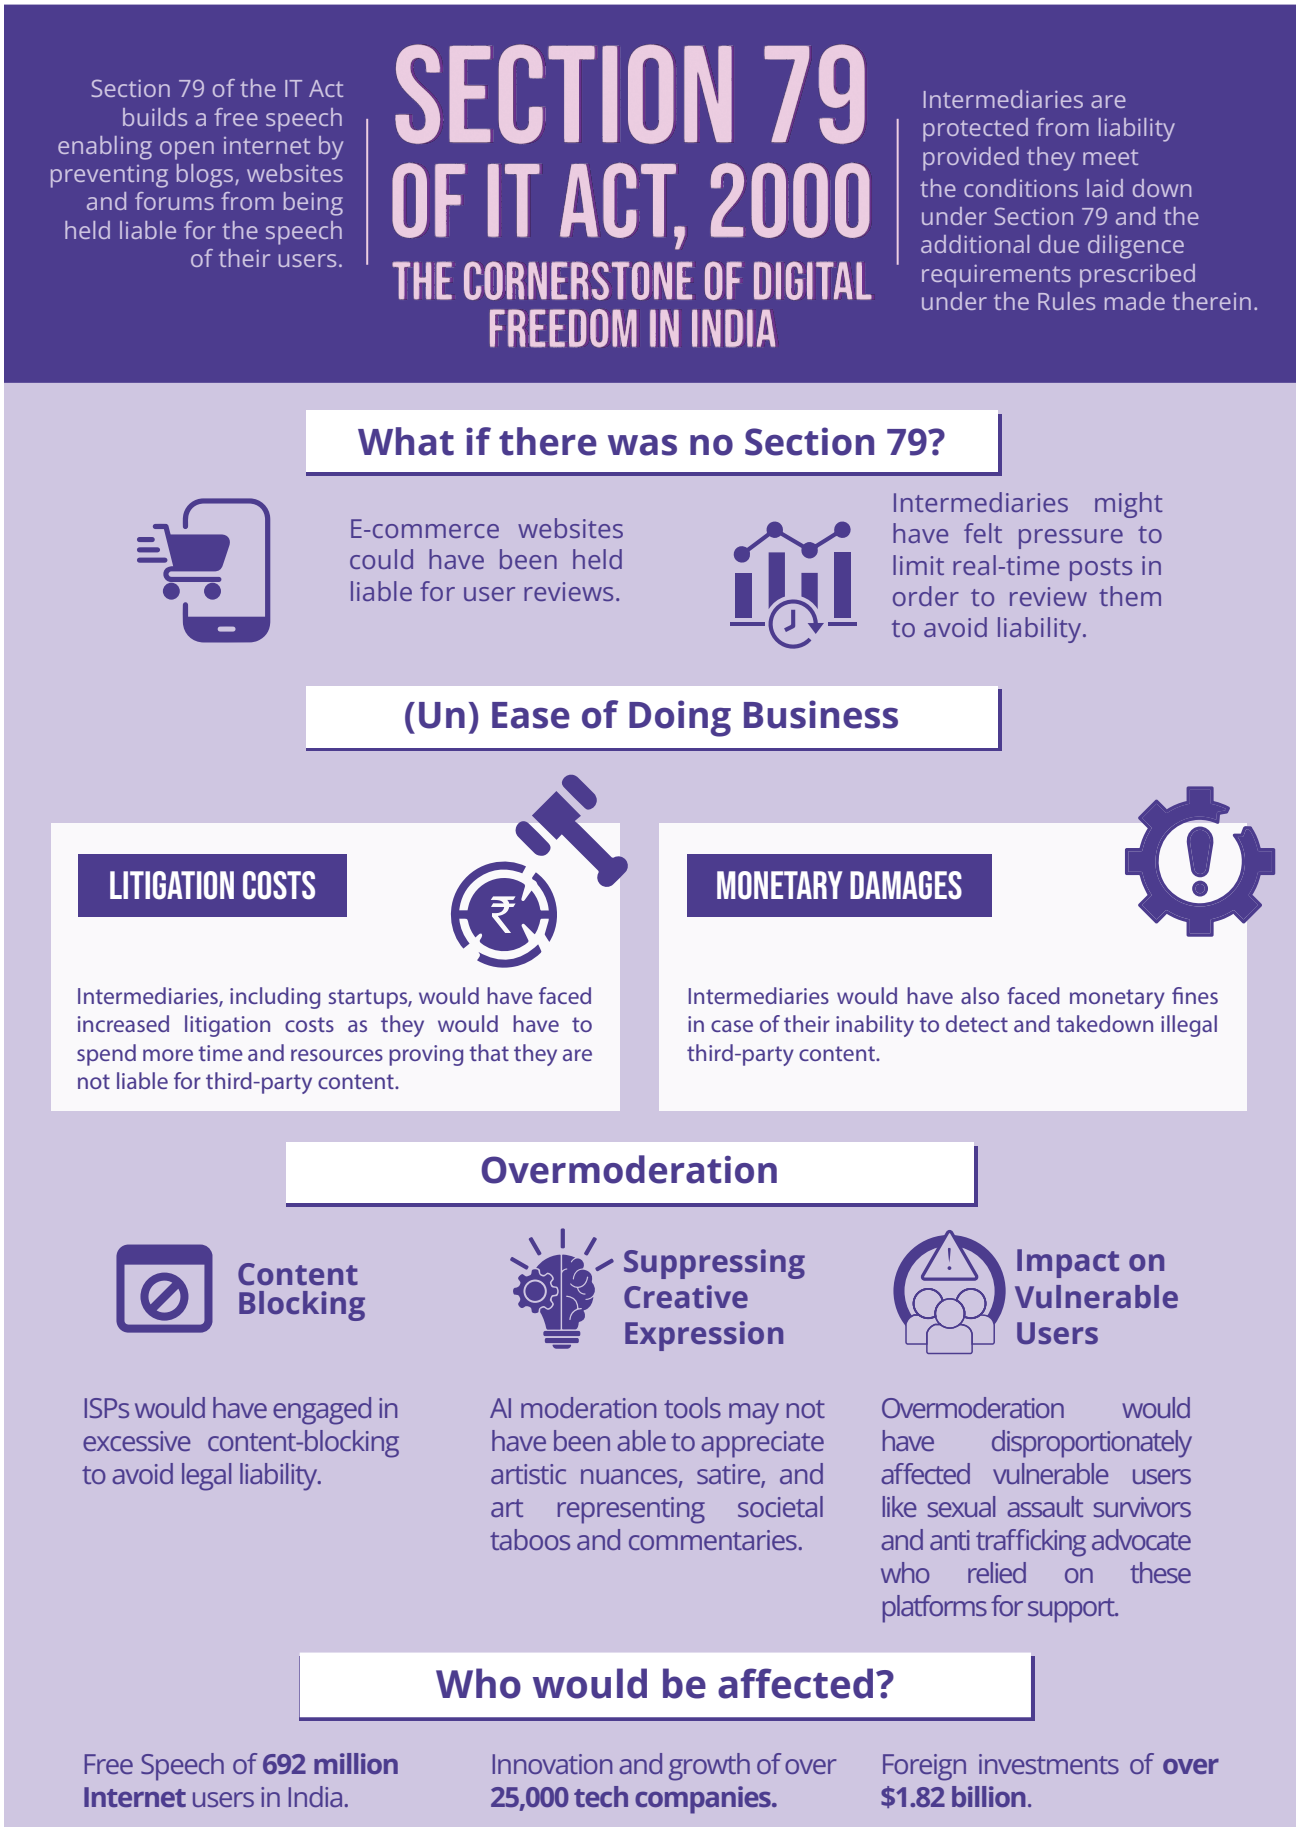 Section 79 of the IT Act
builds a free speech
enabling open internet by
preventing blogs, websites
and forums from being
held liable for the speech
of their users.
SECTION 79
OF IT ACT, 2000
THE CORNERSTONE OF DIGITAL
FREEDOM IN INDIA
Intermediaries are
protected from liability
provided they meet
the conditions laid down
under Section 79 and the
additional due diligence
requirements prescribed
under the Rules made therein.
What if there was no Section 79?
E-commerce websites
could have been held
liable for user reviews.
Intermediaries might
have felt pressure to
limit real-time posts in
order to review them
to avoid liability.
(Un) Ease of Doing Business
LITIGATION COSTS
₹
Intermediaries, including startups, would have faced
increased litigation costs as they would have to
spend more time and resources proving that they are
not liable for third-party content.
MONETARY DAMAGES
Intermediaries would have also faced monetary fines
in case of their inability to detect and takedown illegal
third-party content.
Overmoderation
Content
Blocking
ISPs would have engaged in
excessive content-blocking
to avoid legal liability.
Suppressing
Creative
Expression
AI moderation tools may not
have been able to appreciate
artistic nuances, satire, and
art representing societal
taboos and commentaries.
Impact on
Vulnerable
Users
Overmoderation would
have disproportionately
affected vulnerable users
like sexual assault survivors
and anti trafficking advocate
who relied on these
platforms for support.
Who would be affected?
Free Speech of 692 million
Internet users in India.
Innovation and growth of over
25,000 tech companies.
Foreign investments of over
$1.82 billion.